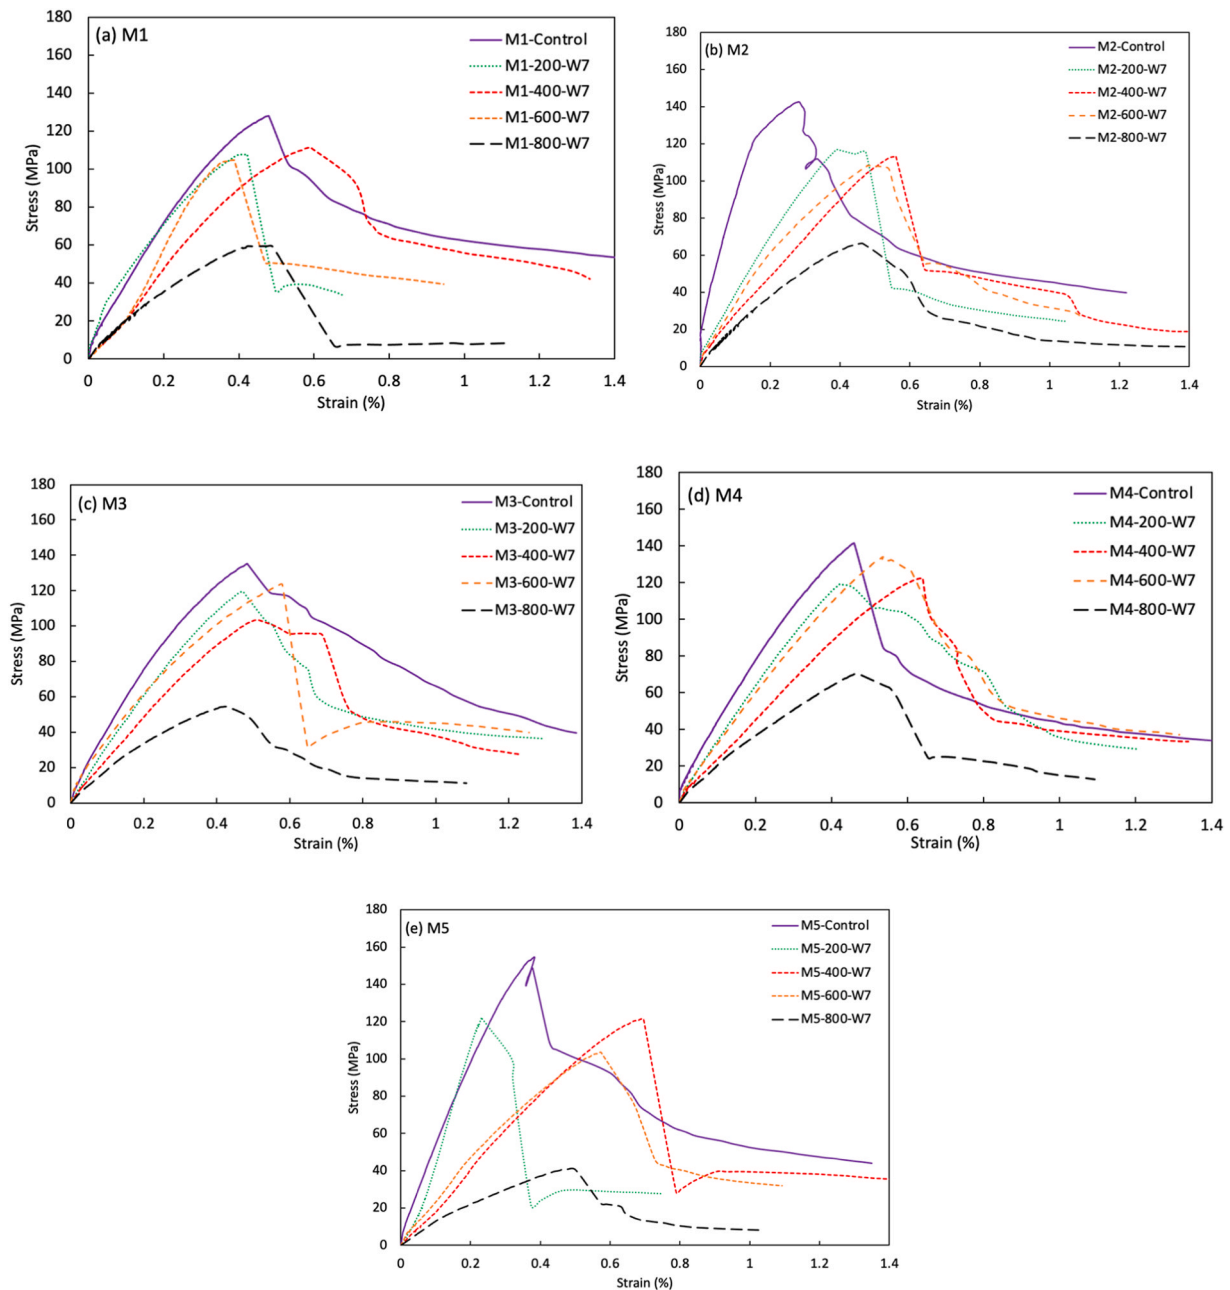 (a) M1
M1-Control
M1-200-W7
M1-400-W7
M1-600-W7
M1-800-W7
180
160
140
120
100
80
60
40
20
0
Stress (MPa)
0
0.2
0.4
0.6
0.8
1
1.2
1.4
Strain (%)
(b) M2
M2-Control
M2-200-W7
M2-400-W7
M2-600-W7
M2-800-W7
180
160
140
120
100
80
60
40
20
0
Stress (MPa)
0
0.2
0.4
0.6
0.8
1
1.2
1.4
Strain (%)
(c) M3
M3-Control
M3-200-W7
M3-400-W7
M3-600-W7
M3-800-W7
180
160
140
120
100
80
60
40
20
0
Stress (MPa)
0
0.2
0.4
0.6
0.8
1
1.2
1.4
Strain (%)
(d) M4
M4-Control
M4-200-W7
M4-400-W7
M4-600-W7
M4-800-W7
180
160
140
120
100
80
60
40
20
0
Stress (MPa)
0
0.2
0.4
0.6
0.8
1
1.2
1.4
Strain (%)
(e) M5
M5-Control
M5-200-W7
M5-400-W7
M5-600-W7
M5-800-W7
180
160
140
120
100
80
60
40
20
0
Stress (MPa)
0
0.2
0.4
0.6
0.8
1
1.2
1.4
Strain (%)